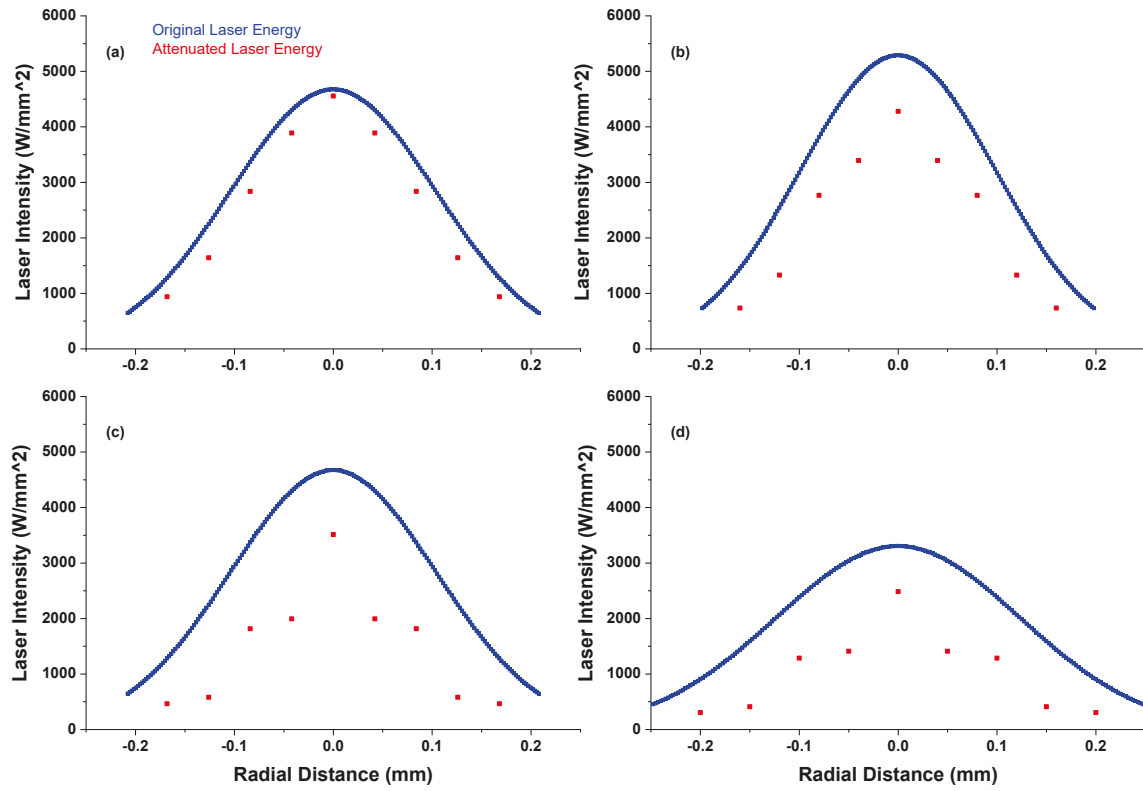 Original Laser Energy
Attenuated Laser Energy
(a)
Laser Intensity (W/mm^2)
6000
5000
4000
3000
2000
1000
0
-0.2 -0.1 0.0 0.1 0.2
(b)
Laser Intensity (W/mm^2)
6000
5000
4000
3000
2000
1000
0
-0.2 -0.1 0.0 0.1 0.2
(c)
Laser Intensity (W/mm^2)
6000
5000
4000
3000
2000
1000
0
-0.2 -0.1 0.0 0.1 0.2
Radial Distance (mm)
(d)
Laser Intensity (W/mm^2)
6000
5000
4000
3000
2000
1000
0
-0.2 -0.1 0.0 0.1 0.2
Radial Distance (mm)